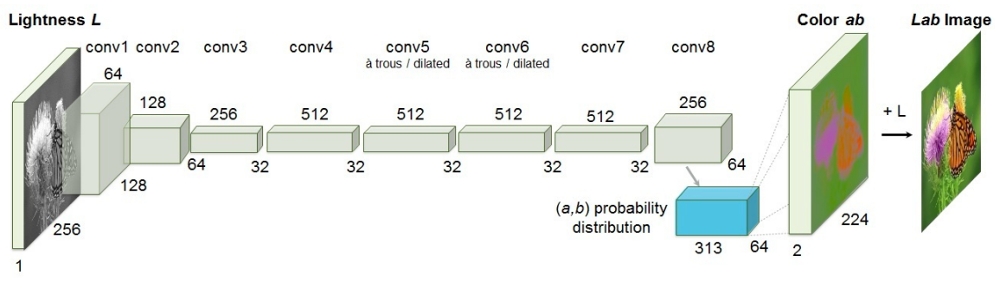 Lightness L
Color ab
Lab Image
conv1
conv2
conv3
conv4
conv5
à trous / dilated
conv6
à trous / dilated
conv7
conv8
64
128
256
512
512
512
512
256
+ L
64
32
32
32
32
32
64
128
256
1
(a,b) probability
distribution
313
64
2
224